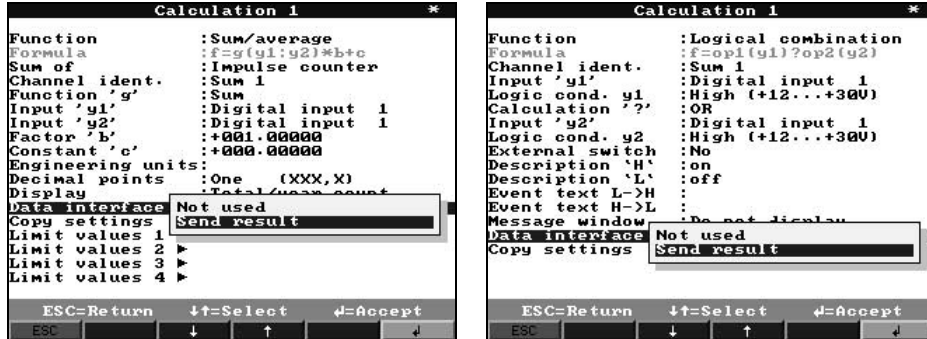 Calculation 1 *
Function :Sum/average
Formula :f=g(y1;y2)*b+c
Sum of :Impulse counter
Channel ident. :Sum 1
Function 'g' :Sum
Input 'y1' :Digital input 1
Input 'y2' :Digital input 1
Factor 'b' :+001.00000
Constant 'c' :+000.00000
Engineering units:
Decimal points :One (XXX,X)
Display :Total/year count
Data interface Not used
Copy settings Send result
Limit values 1
Limit values 2 ►
Limit values 3 ►
Limit values 4 ►
ESC=Return ↓↑=Select ↲=Accept
ESC ↓ ↑ ↲
Calculation 1 *
Function :Logical combination
Formula :f=op1(y1)?op2(y2)
Channel ident. :Sum 1
Input 'y1' :Digital input 1
Logic cond. y1 :High (+12...+30V)
Calculation '?' :OR
Input 'y2' :Digital input 1
Logic cond. y2 :High (+12...+30V)
External switch :No
Description 'H' :on
Description 'L' :off
Event text L->H :
Event text H->L :
Message window :Do not display
Data interface Not used
Copy settings Send result
ESC=Return ↓↑=Select ↲=Accept
ESC ↓ ↑ ↲